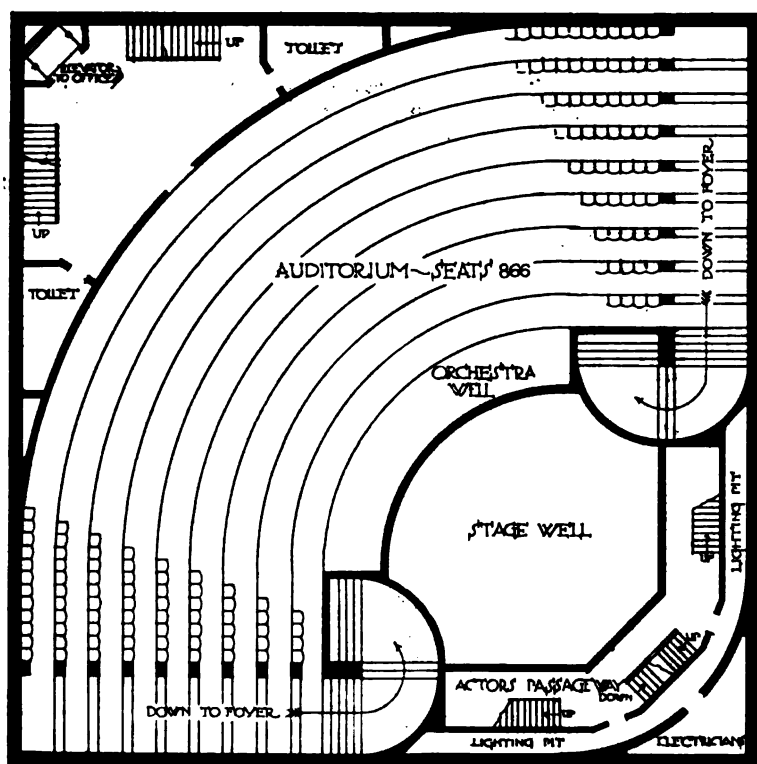 UP
TOILET
ELEVATOR
TO OFFICE
UP
TOILET
DOWN TO FOYER
AUDITORIUM~SEATS 866
ORCHESTRA
WELL
STAGE WELL
LIGHTING PIT
UP
UP
ACTORS PASSAGEWAY
DOWN
UP
DOWN TO FOYER
LIGHTING PIT
ELECTRICIANS